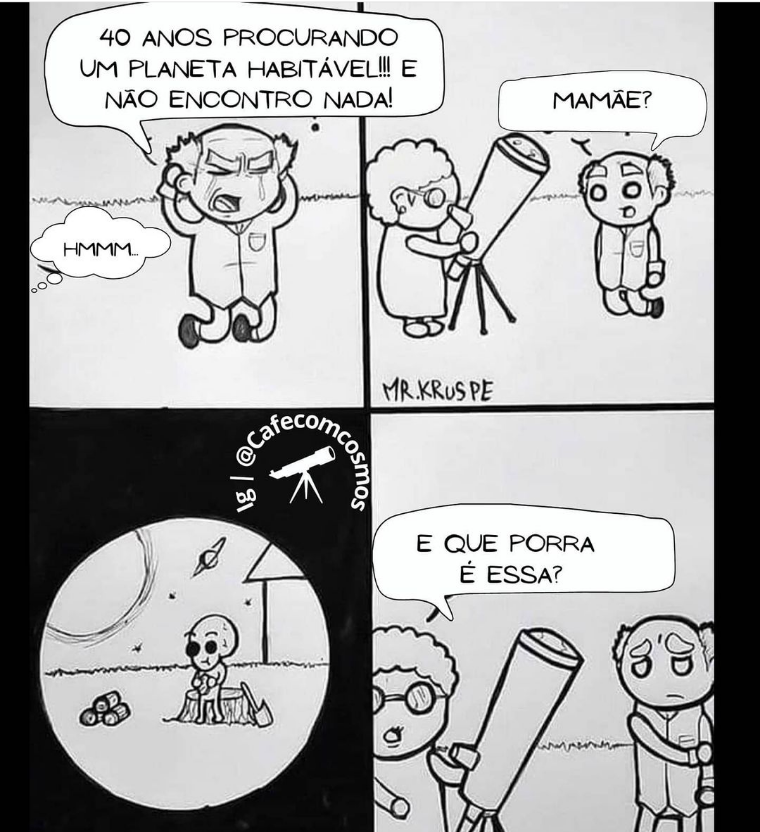 40 ANOS PROCURANDO
UM PLANETA HABITÁVEL!!! E
NÃO ENCONTRO NADA!
HMMM...
MAMÃE?
MR.KRUSPE
Ig | @Cafecomcosmos
E QUE PORRA
É ESSA?